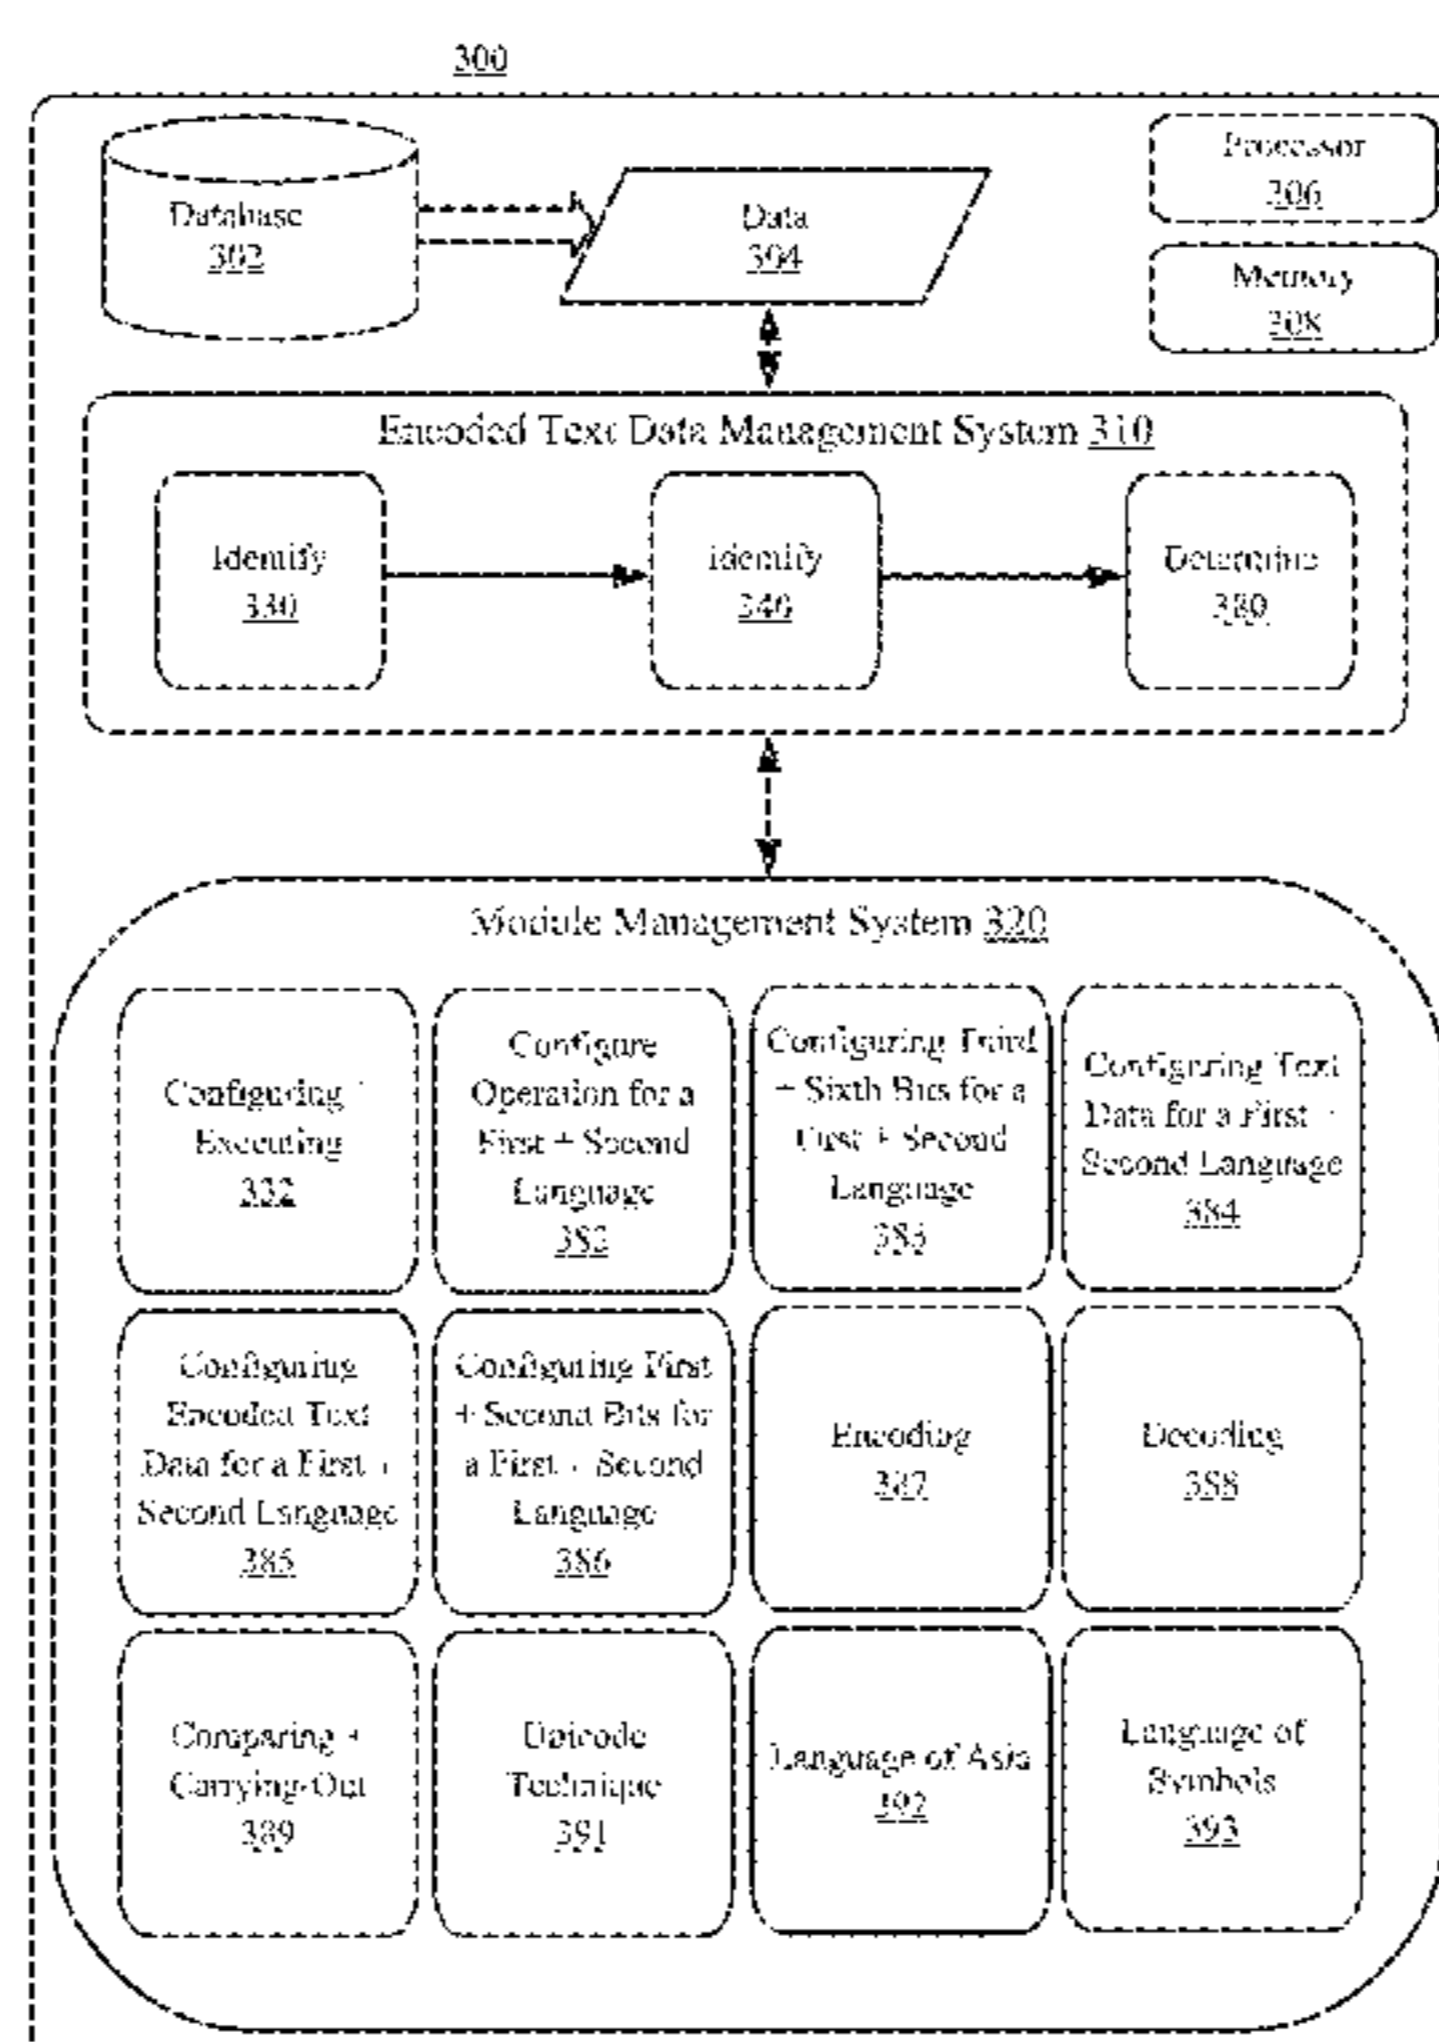 300
Database
302
Data
304
Processor
306
Memory
308
Encoded Text Data Management System 310
Identify
330
Identify
340
Determine
380
Module Management System 320
Configuring +
Executing
332
Configure
Operation for a
First + Second
Language
382
Configuring Third
+ Sixth Bits for a
First + Second
Language
383
Configuring Text
Data for a First +
Second Language
384
Configuring
Encoded Text
Data for a First +
Second Language
385
Configuring First
+ Second Bits for
a First + Second
Language
386
Encoding
387
Decoding
388
Comparing +
Carrying-Out
389
Unicode
Technique
391
Language of Asia
392
Language of
Symbols
393